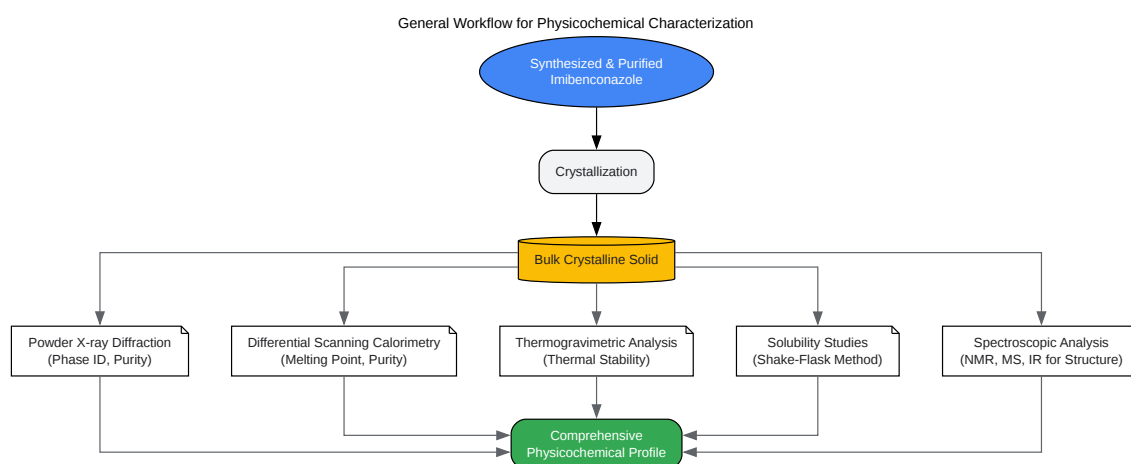 General Workflow for Physicochemical Characterization
Synthesized & Purified
Imibenconazole
Crystallization
Bulk Crystalline Solid
Powder X-ray Diffraction
(Phase ID, Purity)
Differential Scanning Calorimetry
(Melting Point, Purity)
Thermogravimetric Analysis
(Thermal Stability)
Solubility Studies
(Shake-Flask Method)
Spectroscopic Analysis
(NMR, MS, IR for Structure)
Comprehensive
Physicochemical Profile